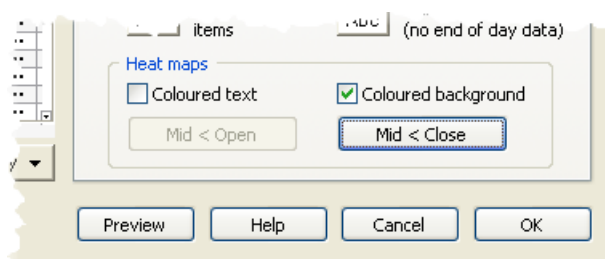 items
(no end of day data)
Heat maps
Coloured text
Coloured background
Mid < Open
Mid < Close
Preview
Help
Cancel
OK